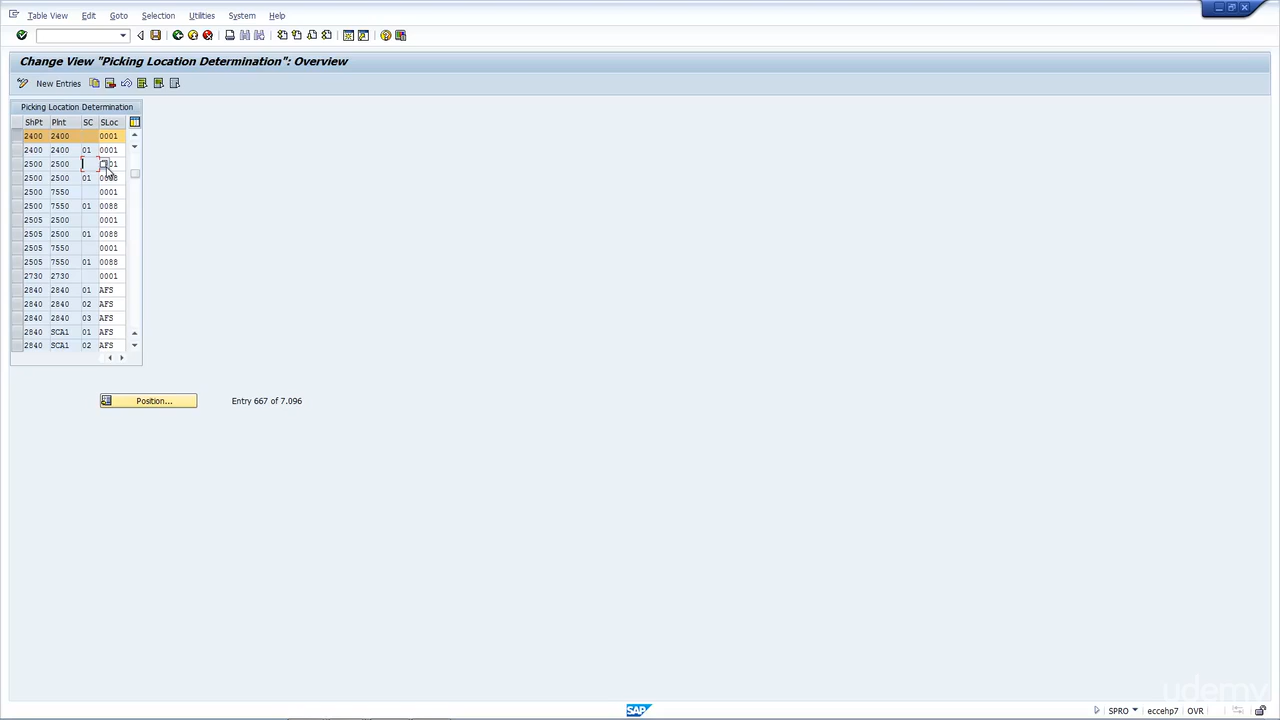 Table View Edit Goto Selection Utilities System Help
Change View "Picking Location Determination": Overview
New Entries
Picking Location Determination
ShPt Plnt SC SLoc
2400 2400 0001
2400 2400 01 0001
2500 2500 01
2500 2500 01
2500 7550 0001
2500 7550 01 0088
2505 2500 0001
2505 2500 01 0088
2505 7550 0001
2505 7550 01 0088
2730 2730 0001
2840 2840 01 AFS
2840 2840 02 AFS
2840 2840 03 AFS
2840 SCA1 01 AFS
2840 SCA1 02 AFS
Position... Entry 667 of 7.096
udemy
SAP SPRO eccehp7 OVR